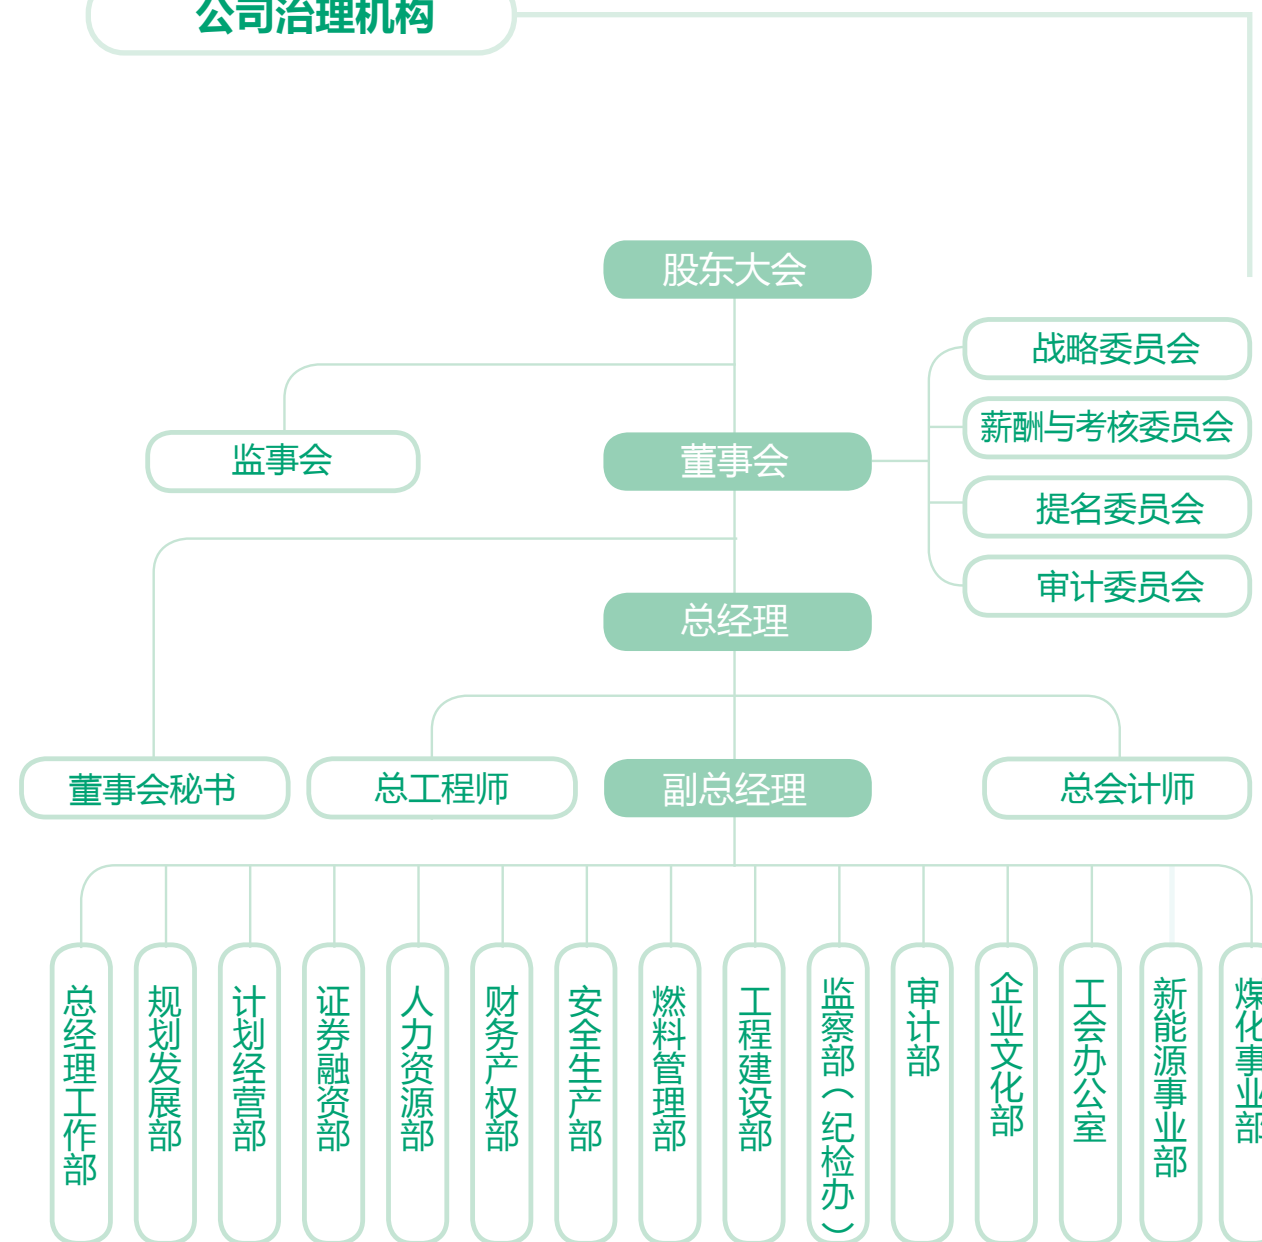 公司治理机构
股东大会
战略委员会
薪酬与考核委员会
监事会
董事会
提名委员会
审计委员会
总经理
董事会秘书
总工程师
副总经理
总会计师
总经理工作部
规划发展部
计划经营部
证券融资部
人力资源部
财务产权部
安全生产部
燃料管理部
工程建设部
监察部（纪检办）
审计部
企业文化部
工会办公室
新能源事业部
煤化事业部